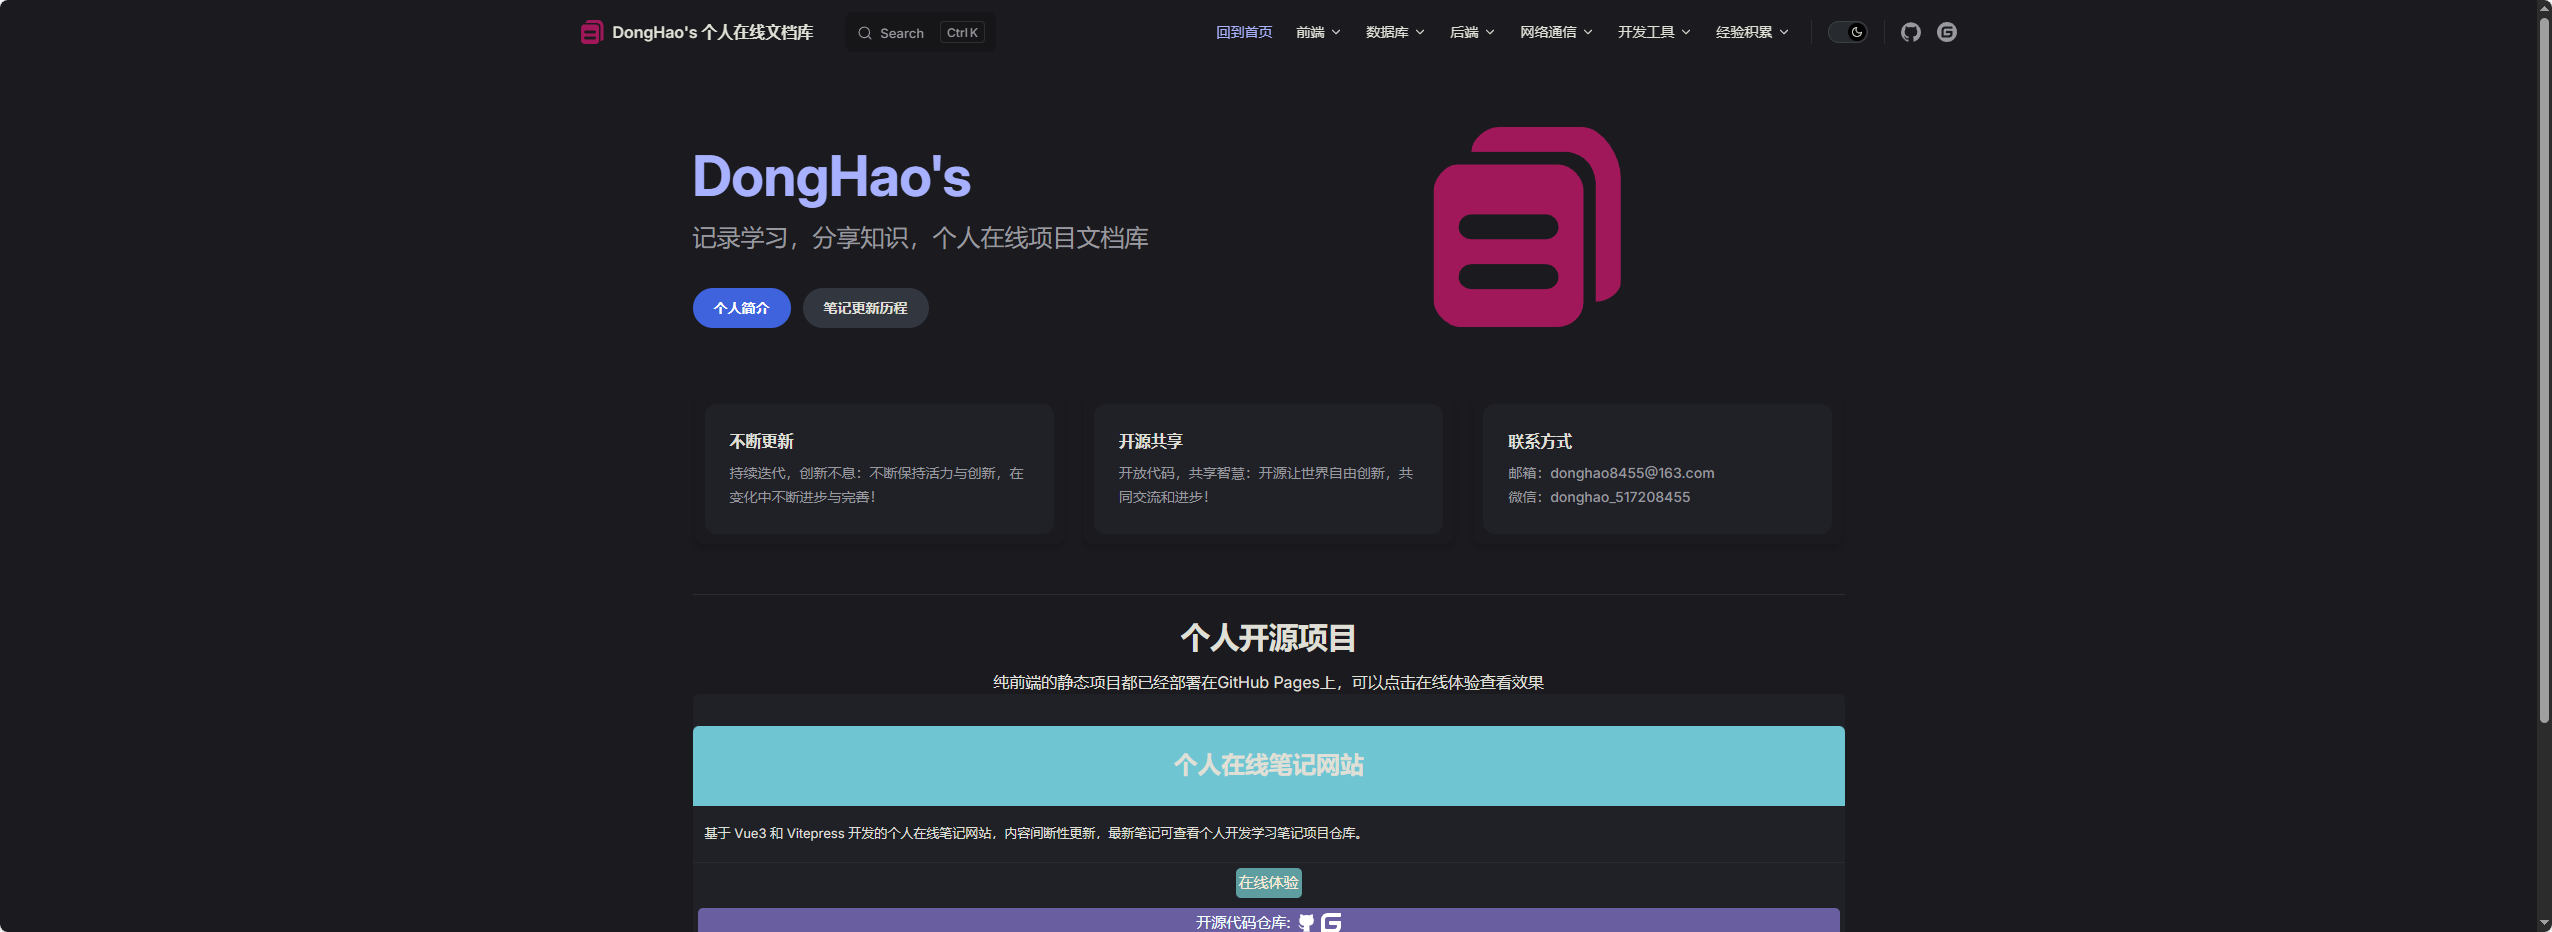 DongHao's 个人在线文档库
Search
Ctrl K
回到首页
前端
数据库
后端
网络通信
开发工具
经验积累
DongHao's
记录学习，分享知识，个人在线项目文档库
个人简介
笔记更新历程
不断更新
持续迭代，创新不息：不断保持活力与创新，在
变化中不断进步与完善！
开源共享
开放代码，共享智慧：开源让世界自由创新，共
同交流和进步！
联系方式
邮箱：donghao8455@163.com
微信：donghao_517208455
个人开源项目
纯前端的静态项目都已经部署在GitHub Pages上，可以点击在线体验查看效果
个人在线笔记网站
基于 Vue3 和 Vitepress 开发的个人在线笔记网站，内容间断性更新，最新笔记可查看个人开发学习笔记项目仓库。
在线体验
开源代码仓库: